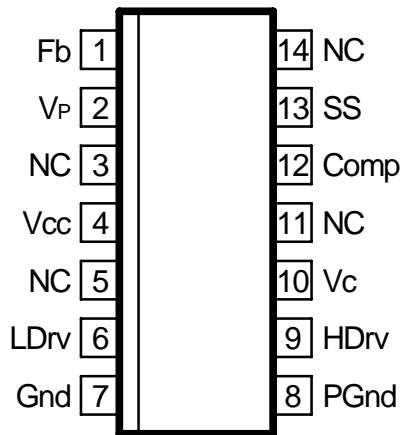 Fb 1 14 NC
VP 2 13 SS
NC 3 12 Comp
Vcc 4 11 NC
NC 5 10 Vc
LDrv 6 9 HDrv
Gnd 7 8 PGnd